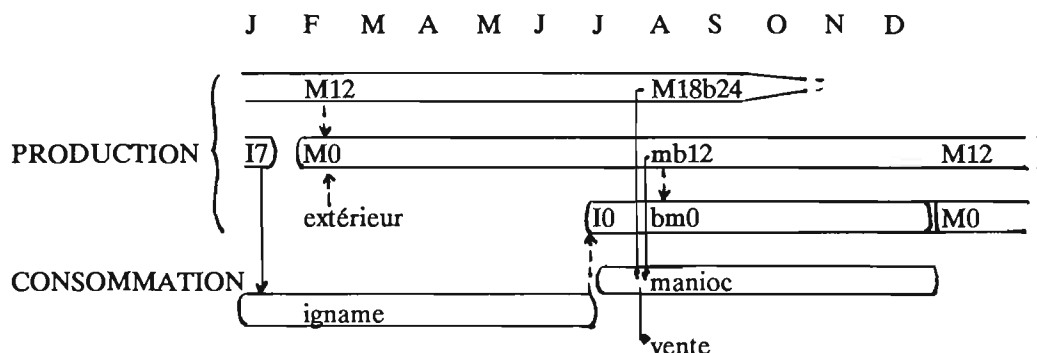 J F M A M J J A S O N D
M12 M18b24
PRODUCTION I7 M0 mb12 M12
extérieur I0 bm0 M0
CONSOMMATION manioc
igname
vente